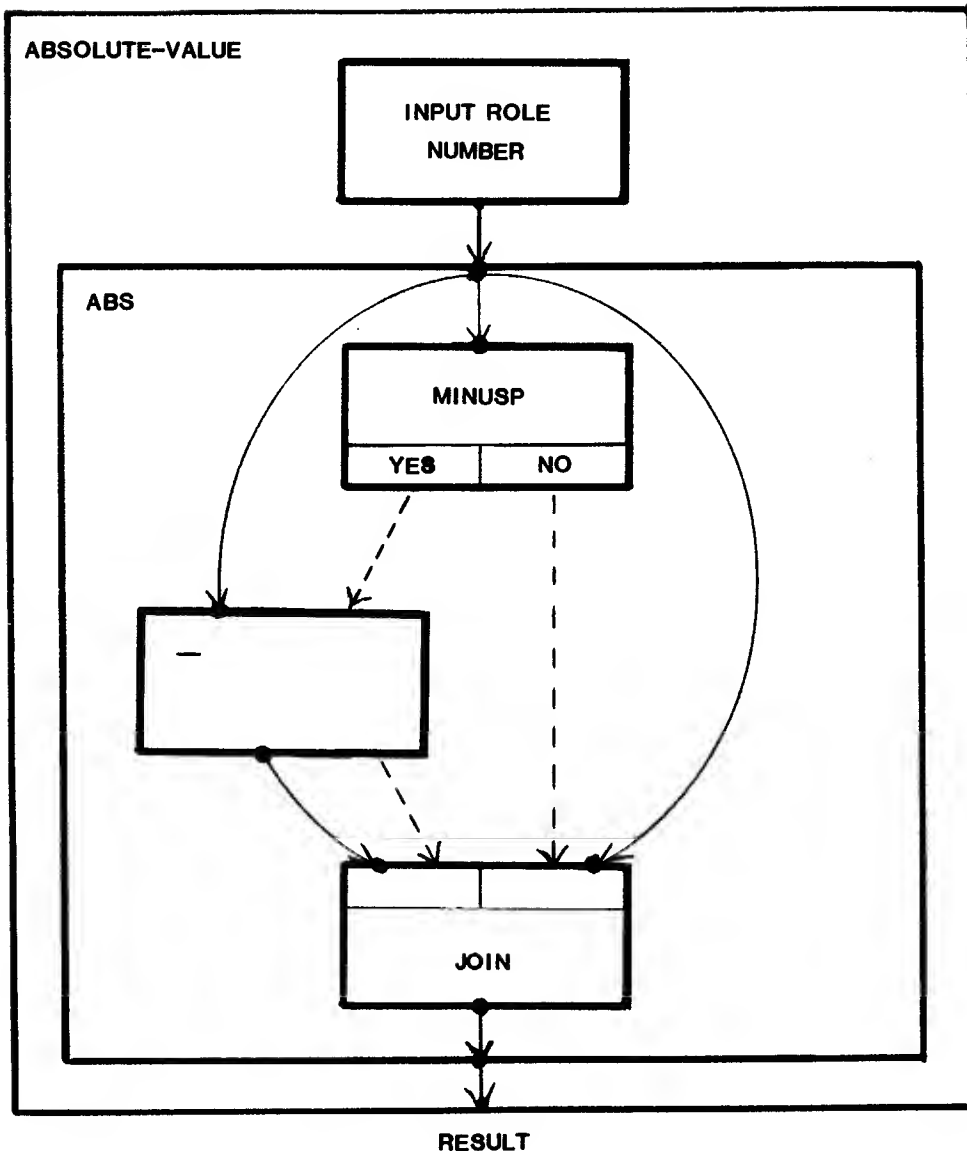 ABSOLUTE-VALUE
INPUT ROLE
NUMBER
ABS
MINUSP
YES
NO
—
JOIN
RESULT